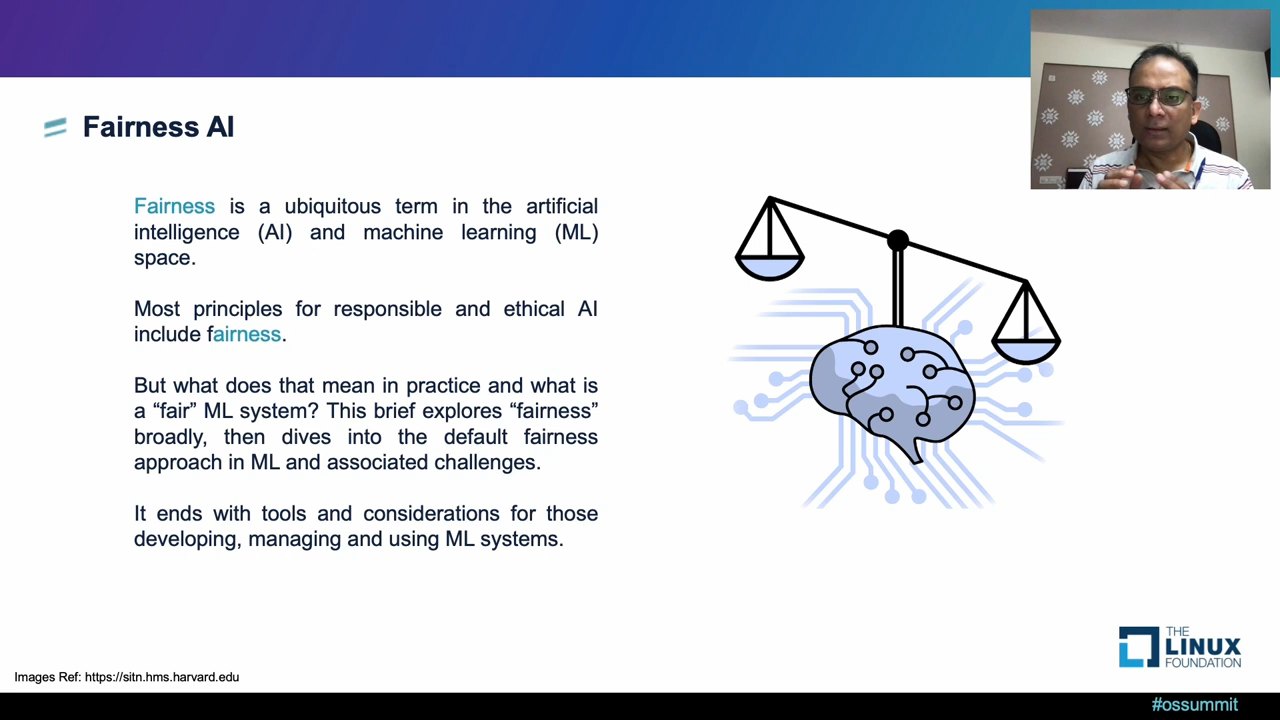 Fairness AI
Fairness is a ubiquitous term in the artificial
intelligence (AI) and machine learning (ML)
space.
Most principles for responsible and ethical AI
include fairness.
But what does that mean in practice and what is
a “fair” ML system? This brief explores “fairness”
broadly, then dives into the default fairness
approach in ML and associated challenges.
It ends with tools and considerations for those
developing, managing and using ML systems.
THE
LINUX
FOUNDATION
Images Ref: https://sitn.hms.harvard.edu
#ossummit